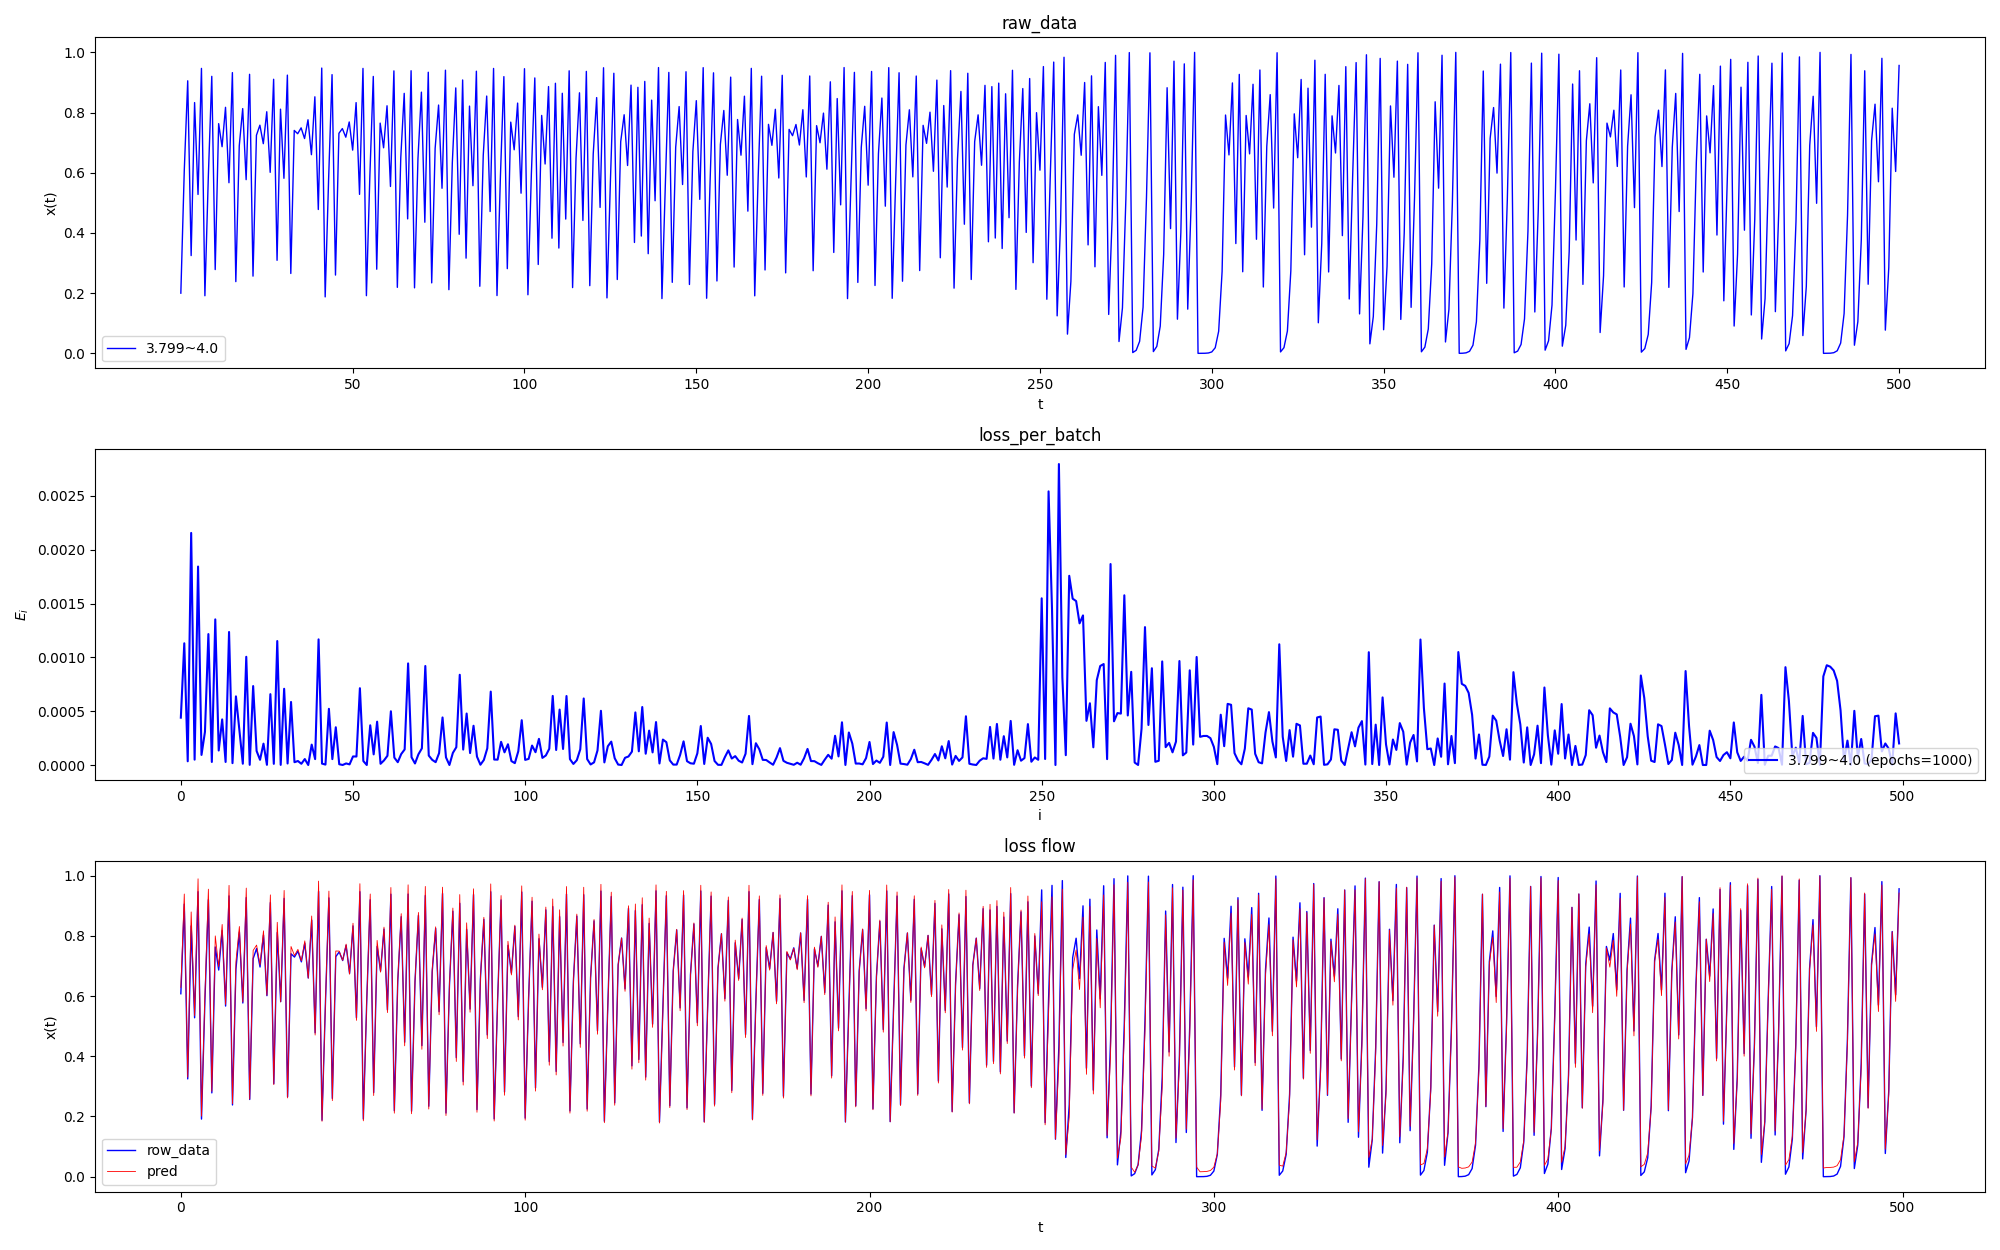 raw_data
1.0
0.8
0.6
0.4
0.2
0.0
x(t)
3.799~4.0
50 100 150 200 250 300 350 400 450 500
t
loss_per_batch
0.0025
0.0020
0.0015
0.0010
0.0005
0.0000
E_i
3.799~4.0 (epochs=1000)
0 50 100 150 200 250 300 350 400 450 500
i
loss flow
1.0
0.8
0.6
0.4
0.2
0.0
x(t)
row_data
pred
0 100 200 300 400 500
t